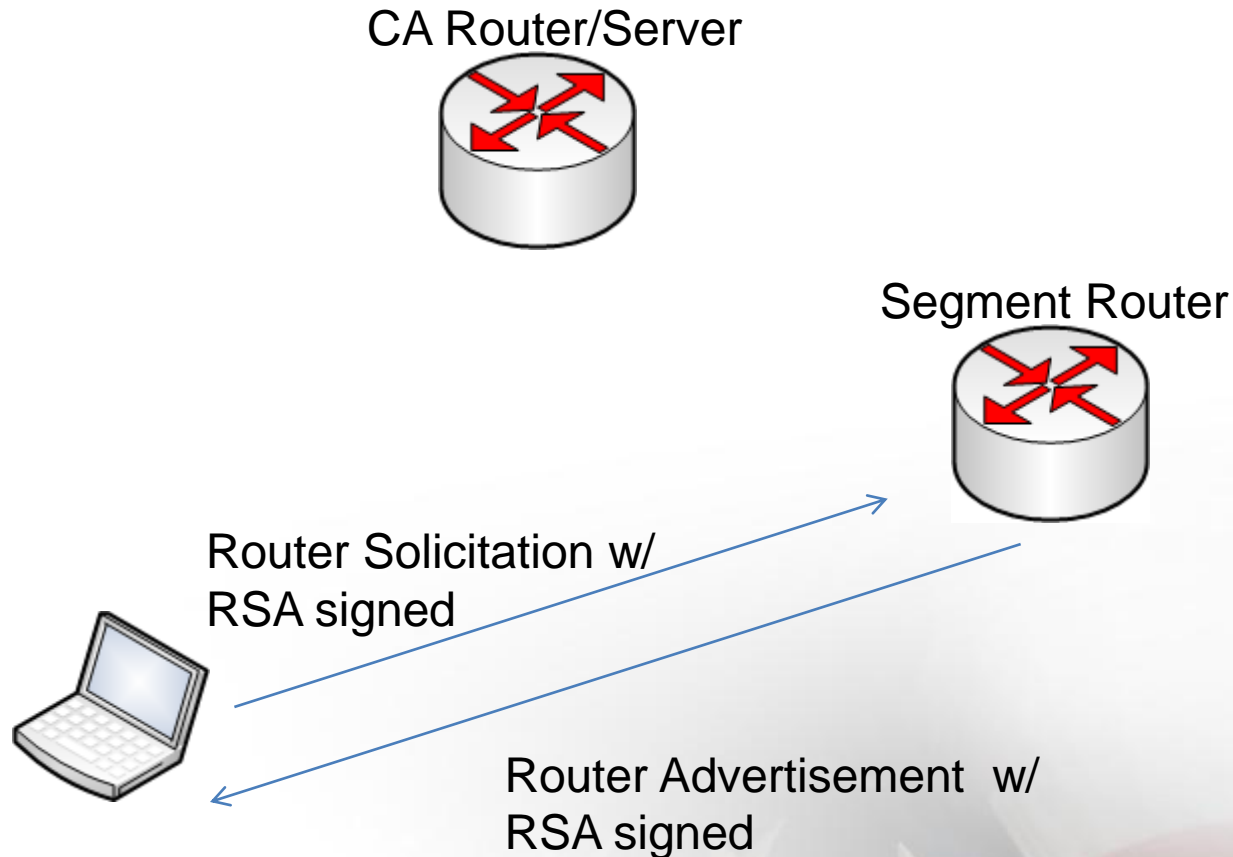 CA Router/Server
Segment Router
Router Solicitation w/
RSA signed
Router Advertisement w/
RSA signed